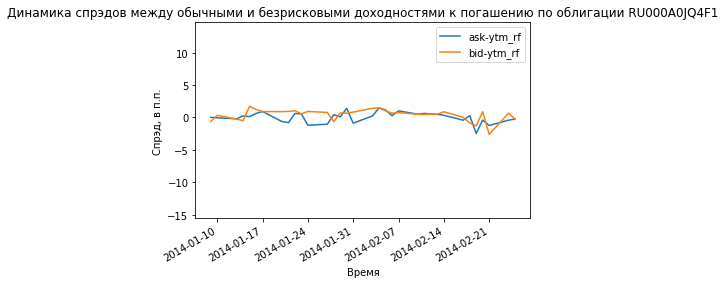 Динамика спрэдов между обычными и безрисковыми доходностями к погашению по облигации RU000A0JQ4F1
ask-ytm_rf
bid-ytm_rf
10
5
0
−5
−10
−15
Спрэд, в п.п.
2014-01-10
2014-01-17
2014-01-24
2014-01-31
2014-02-07
2014-02-14
2014-02-21
Время